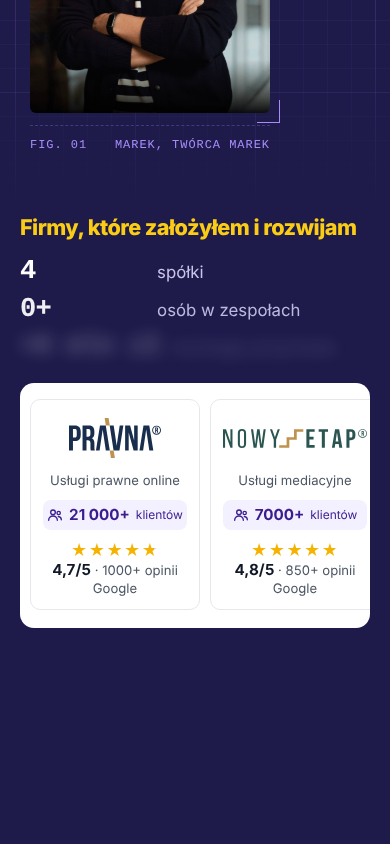 FIG. 01 MAREK, TWÓRCA MAREK
Firmy, które założyłem i rozwijam
4 spółki
0+ osób w zespołach
PRAVNA®
Usługi prawne online
21 000+ klientów
★★★★★
4,7/5 · 1000+ opinii
Google
NOWY ETAP®
Usługi mediacyjne
7000+ klientów
★★★★★
4,8/5 · 850+ opinii
Google